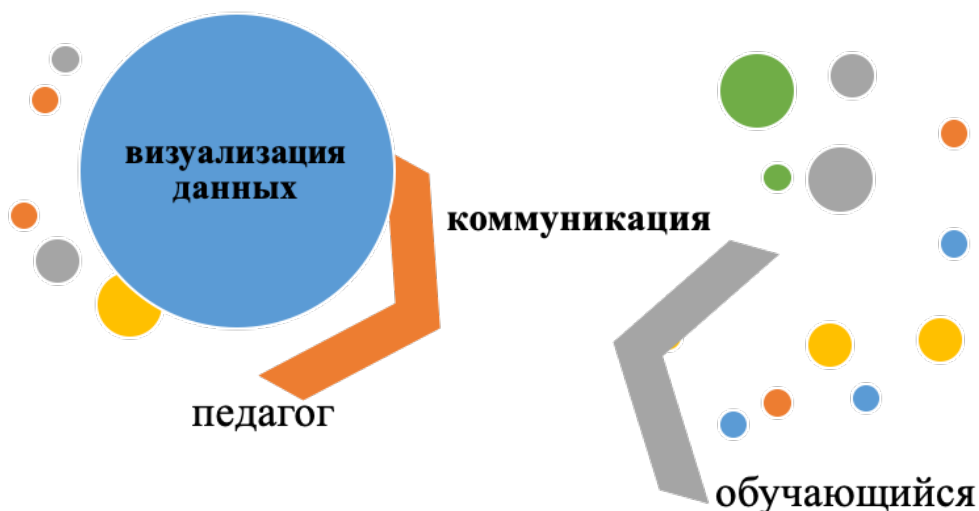 визуализация
данных
коммуникация
педагог
обучающийся